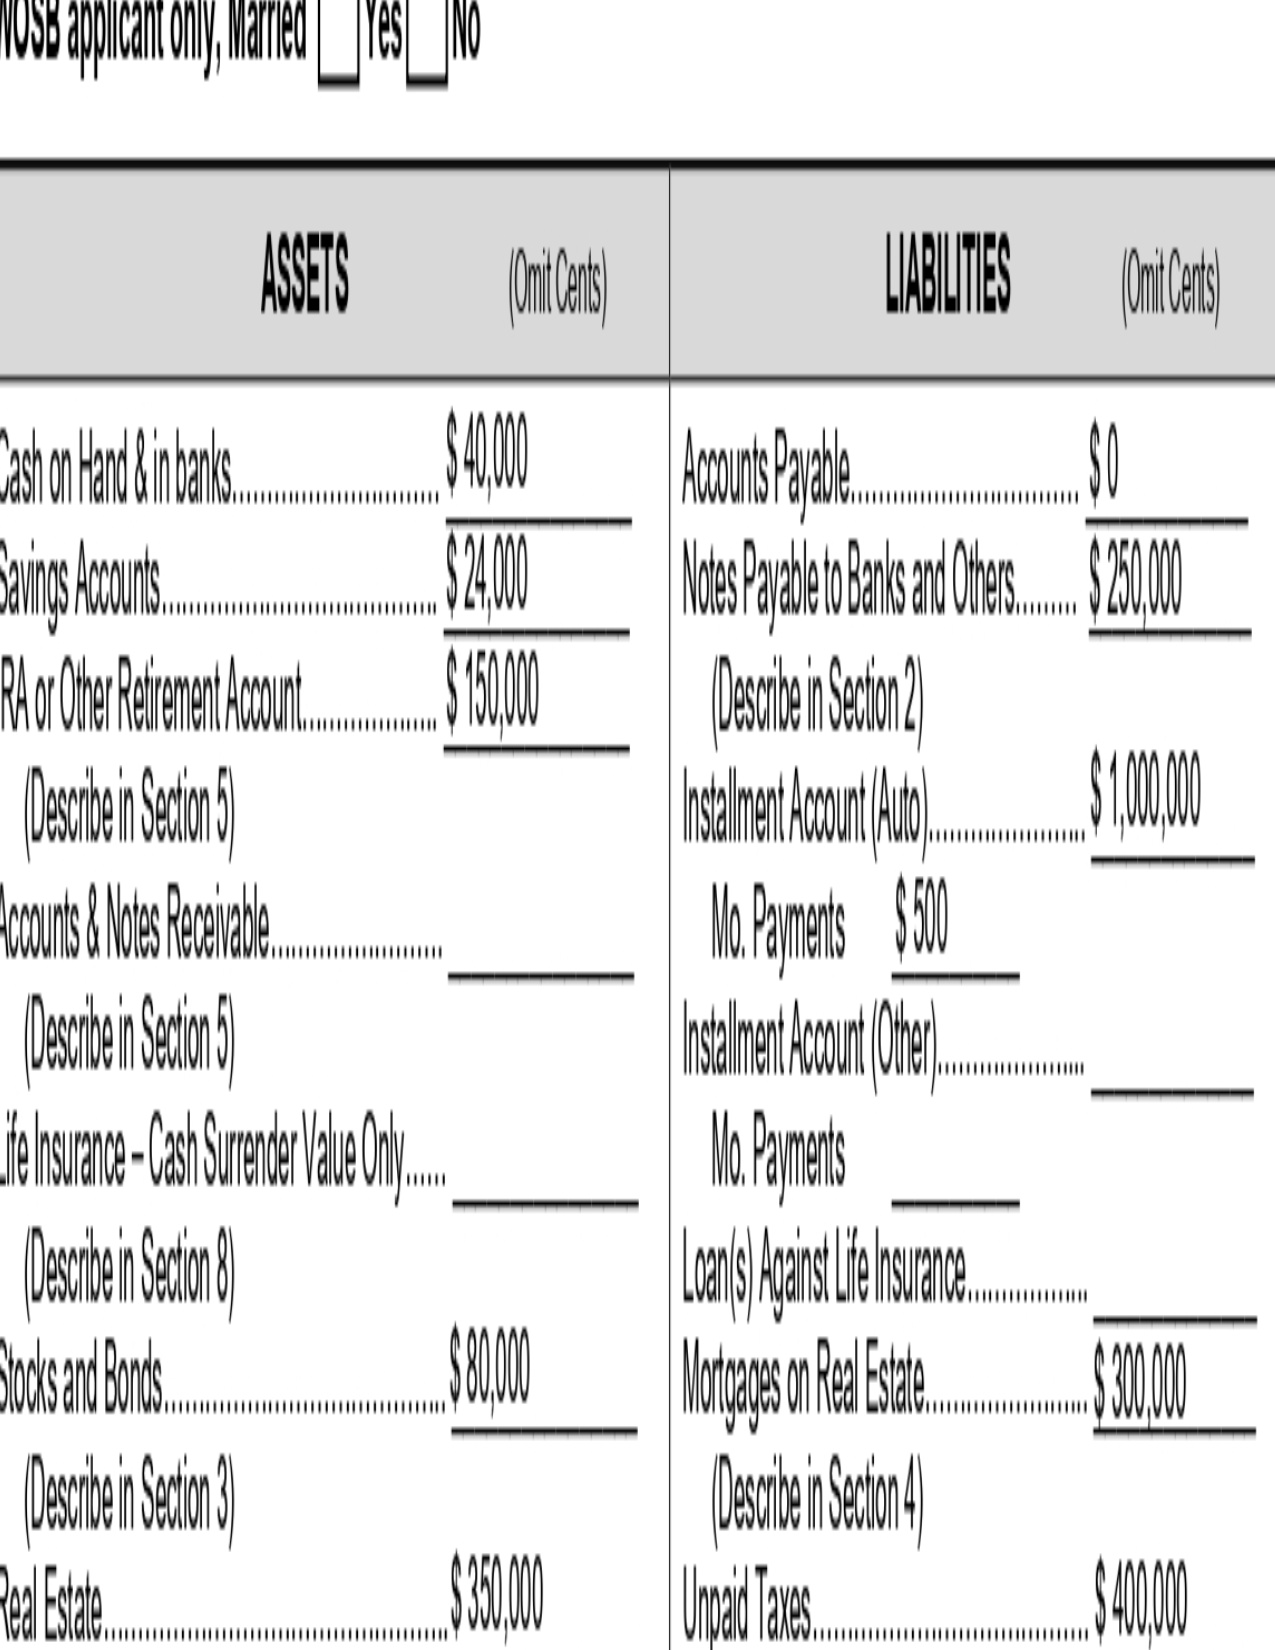 WOSB applicant only, Married Yes No
ASSETS (Omit Cents)
Cash on Hand & in banks............................. $ 40,000
Savings Accounts....................................... $ 24,000
IRA or Other Retirement Account................... $ 150,000
(Describe in Section 5)
Accounts & Notes Receivable........................
(Describe in Section 5)
Life Insurance – Cash Surrender Value Only......
(Describe in Section 8)
Stocks and Bonds........................................ $ 80,000
(Describe in Section 3)
Real Estate................................................. $ 350,000
LIABILITIES (Omit Cents)
Accounts Payable................................ $ 0
Notes Payable to Banks and Others......... $ 250,000
(Describe in Section 2)
Installment Account (Auto)...................... $ 1,000,000
Mo. Payments $ 500
Installment Account (Other).....................
Mo. Payments
Loan(s) Against Life Insurance.................
Mortgages on Real Estate....................... $ 300,000
(Describe in Section 4)
Unpaid Taxes....................................... $ 400,000